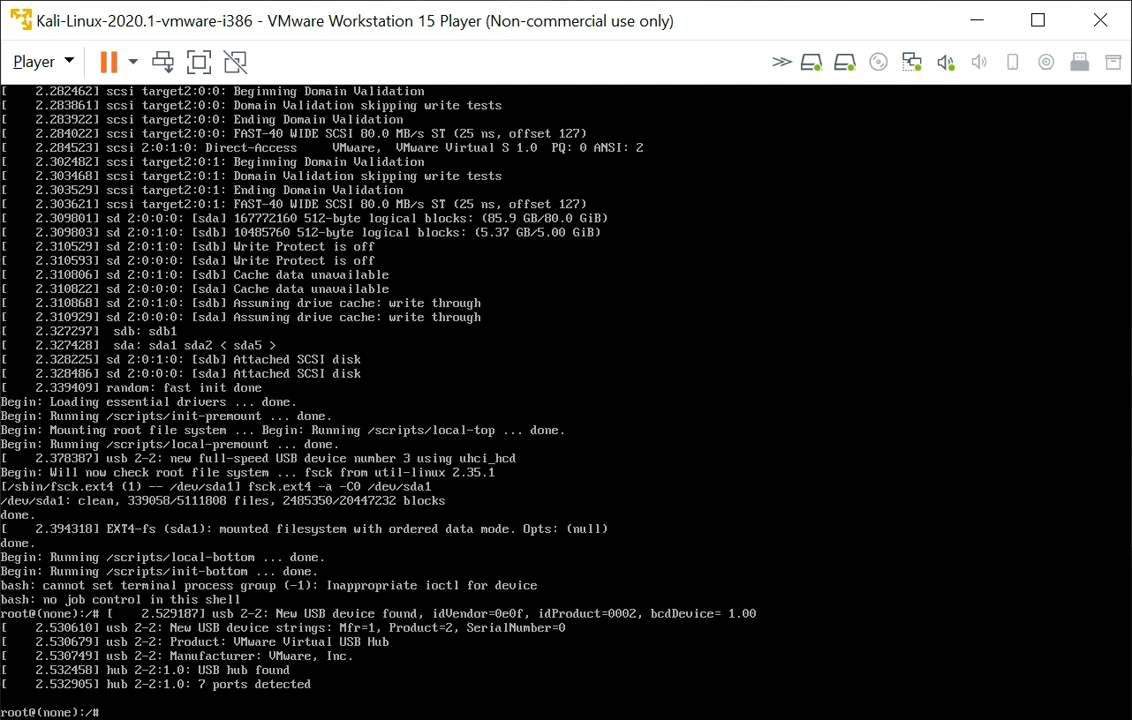 Kali-Linux-2020.1-vmware-i386 - VMware Workstation 15 Player (Non-commercial use only)
Player
[    2.282462] scsi target2:0:0: Beginning Domain Validation
[    2.283861] scsi target2:0:0: Domain Validation skipping write tests
[    2.283922] scsi target2:0:0: Ending Domain Validation
[    2.284022] scsi target2:0:0: FAST-40 WIDE SCSI 80.0 MB/s ST (25 ns, offset 127)
[    2.284523] scsi 2:0:1:0: Direct-Access     VMware,  VMware Virtual S 1.0  PQ: 0 ANSI: 2
[    2.302482] scsi target2:0:1: Beginning Domain Validation
[    2.303468] scsi target2:0:1: Domain Validation skipping write tests
[    2.303529] scsi target2:0:1: Ending Domain Validation
[    2.303621] scsi target2:0:1: FAST-40 WIDE SCSI 80.0 MB/s ST (25 ns, offset 127)
[    2.309801] sd 2:0:0:0: [sda] 167772160 512-byte logical blocks: (85.9 GB/80.0 GiB)
[    2.309803] sd 2:0:1:0: [sdb] 10485760 512-byte logical blocks: (5.37 GB/5.00 GiB)
[    2.310529] sd 2:0:1:0: [sdb] Write Protect is off
[    2.310593] sd 2:0:0:0: [sda] Write Protect is off
[    2.310806] sd 2:0:1:0: [sdb] Cache data unavailable
[    2.310822] sd 2:0:0:0: [sda] Cache data unavailable
[    2.310868] sd 2:0:1:0: [sdb] Assuming drive cache: write through
[    2.310929] sd 2:0:0:0: [sda] Assuming drive cache: write through
[    2.327297]  sdb: sdb1
[    2.327428]  sda: sda1 sda2 < sda5 >
[    2.328225] sd 2:0:1:0: [sdb] Attached SCSI disk
[    2.328486] sd 2:0:0:0: [sda] Attached SCSI disk
[    2.339409] random: fast init done
Begin: Loading essential drivers ... done.
Begin: Running /scripts/init-premount ... done.
Begin: Mounting root file system ... Begin: Running /scripts/local-top ... done.
Begin: Running /scripts/local-premount ... done.
[    2.378387] usb 2-2: new full-speed USB device number 3 using uhci_hcd
Begin: Will now check root file system ... fsck from util-linux 2.35.1
[/sbin/fsck.ext4 (1) -- /dev/sda1] fsck.ext4 -a -C0 /dev/sda1
/dev/sda1: clean, 339058/5111808 files, 2485350/20447232 blocks
done.
[    2.394318] EXT4-fs (sda1): mounted filesystem with ordered data mode. Opts: (null)
done.
Begin: Running /scripts/local-bottom ... done.
Begin: Running /scripts/init-bottom ... done.
bash: cannot set terminal process group (-1): Inappropriate ioctl for device
bash: no job control in this shell
root@(none):/# [    2.529187] usb 2-2: New USB device found, idVendor=0e0f, idProduct=0002, bcdDevice= 1.00
[    2.530610] usb 2-2: New USB device strings: Mfr=1, Product=2, SerialNumber=0
[    2.530679] usb 2-2: Product: VMware Virtual USB Hub
[    2.530749] usb 2-2: Manufacturer: VMware, Inc.
[    2.532458] hub 2-2:1.0: USB hub found
[    2.532905] hub 2-2:1.0: 7 ports detected
root@(none):/#